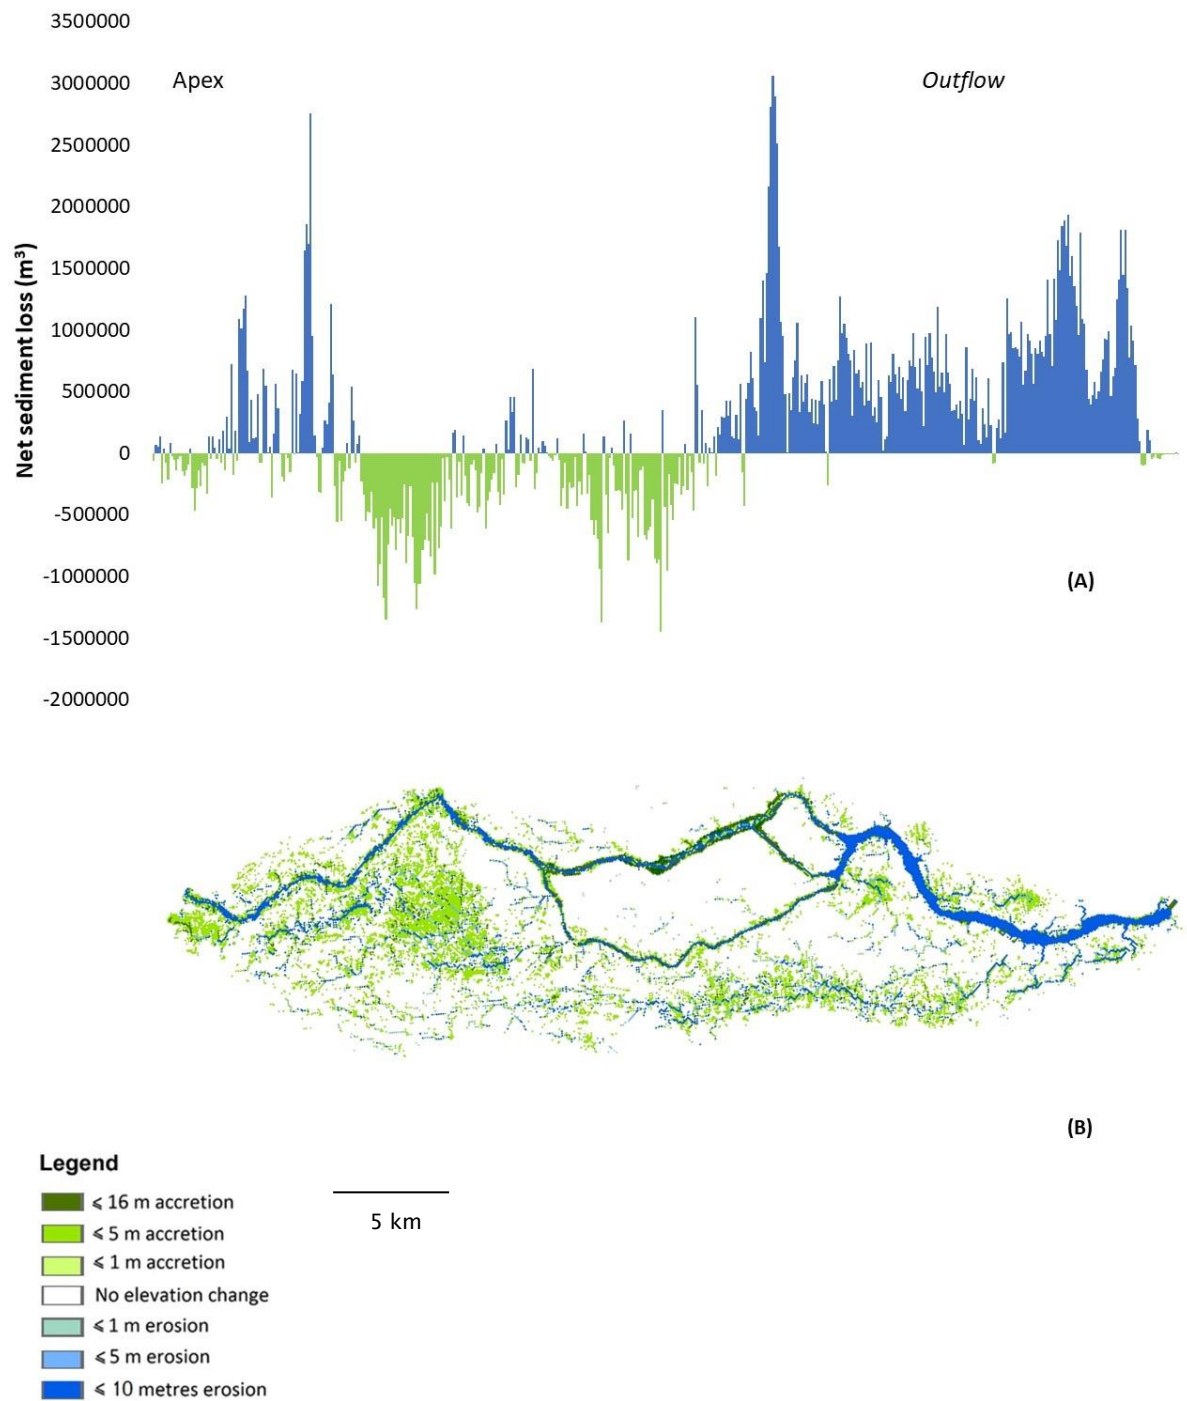 3500000
Apex
Outflow
3000000
2500000
2000000
1500000
1000000
500000
0
-500000
-1000000
-1500000
-2000000
Net sediment loss (m³)
(A)
(B)
Legend
⩽ 16 m accretion
⩽ 5 m accretion
⩽ 1 m accretion
No elevation change
⩽ 1 m erosion
⩽ 5 m erosion
⩽ 10 metres erosion
5 km